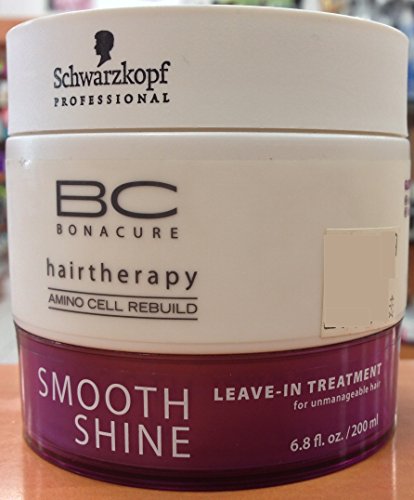 Schwarzkopf
PROFESSIONAL
BC
BONACURE
hairtherapy
AMINO CELL REBUILD
SMOOTH
SHINE
LEAVE-IN TREATMENT
for unmanageable hair
6.8 fl. oz. / 200 ml